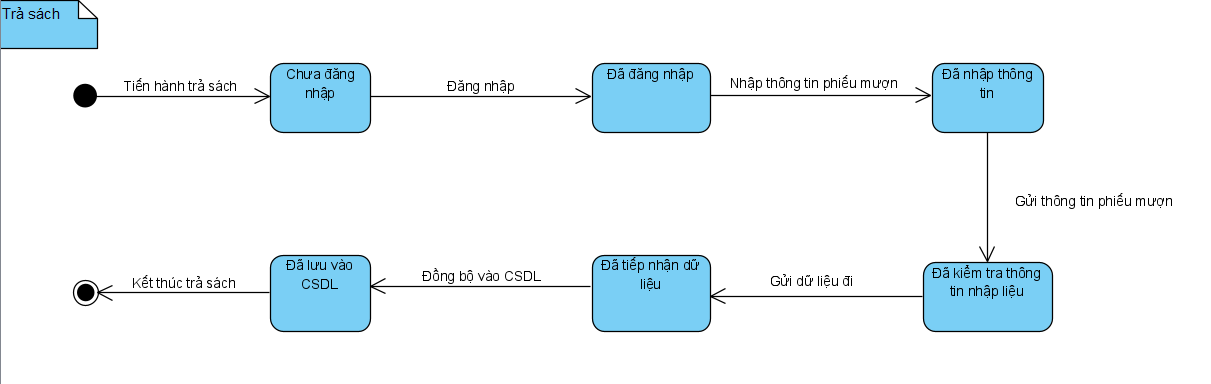 Trả sách
Tiến hành trả sách
Chưa đăng
nhập
Đăng nhập
Đã đăng nhập
Nhập thông tin phiếu mượn
Đã nhập thông
tin
Gửi thông tin phiếu mượn
Đã kiểm tra thông
tin nhập liệu
Gửi dữ liệu đi
Đã tiếp nhận dữ
liệu
Đồng bộ vào CSDL
Đã lưu vào
CSDL
Kết thúc trả sách